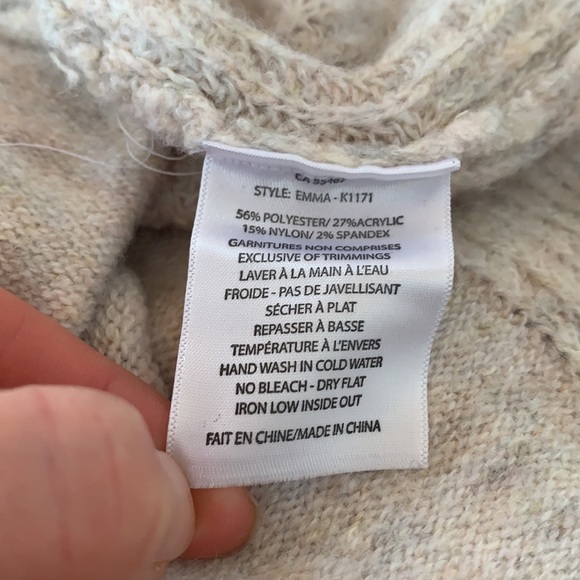 STYLE: EMMA - K1171
56% POLYESTER/ 27%ACRYLIC
15% NYLON/ 2% SPANDEX
GARNITURES NON COMPRISES
EXCLUSIVE OF TRIMMINGS
LAVER À LA MAIN À L'EAU
FROIDE - PAS DE JAVELLISANT
SÉCHER À PLAT
REPASSER À BASSE
TEMPÉRATURE À L'ENVERS
HAND WASH IN COLD WATER
NO BLEACH - DRY FLAT
IRON LOW INSIDE OUT
FAIT EN CHINE/MADE IN CHINA